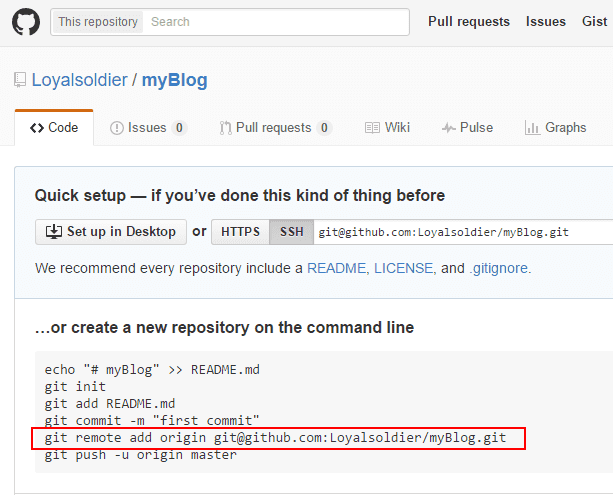 This repository Search Pull requests Issues Gist
Loyalsoldier / myBlog
Code Issues 0 Pull requests 0 Wiki Pulse Graphs
Quick setup — if you’ve done this kind of thing before
Set up in Desktop or HTTPS SSH git@github.com:Loyalsoldier/myBlog.git
We recommend every repository include a README, LICENSE, and .gitignore.
…or create a new repository on the command line
echo "# myBlog" >> README.md
git init
git add README.md
git commit -m "first commit"
git remote add origin git@github.com:Loyalsoldier/myBlog.git
git push -u origin master